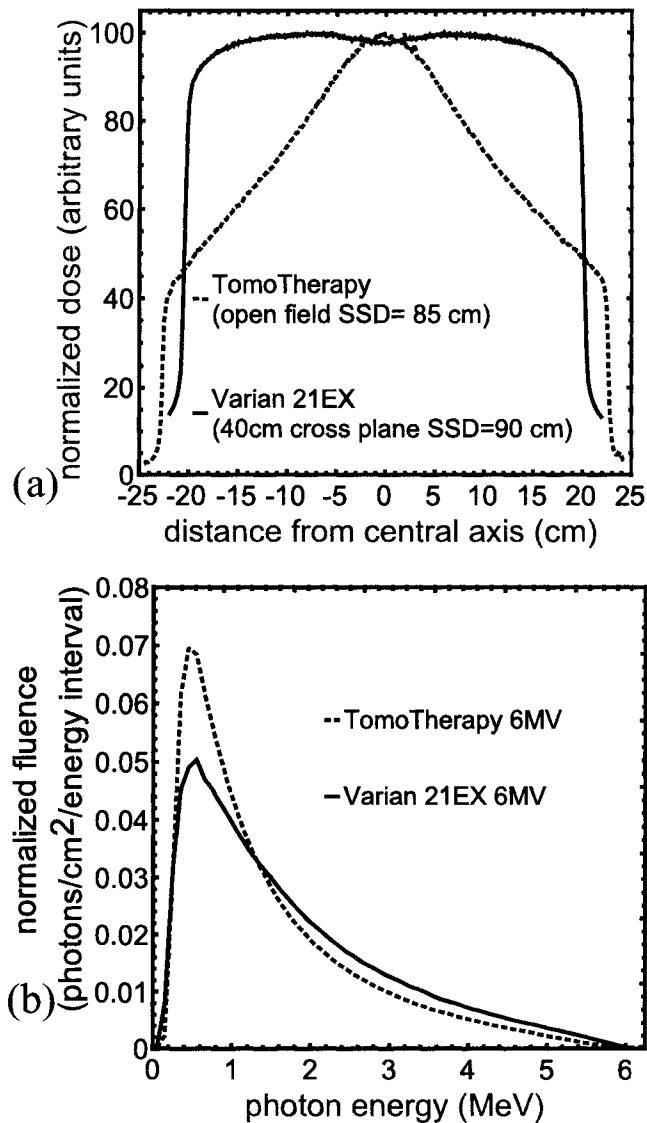 (a)
normalized dose (arbitrary units)
100
80
60
40
20
0
TomoTherapy
(open field SSD= 85 cm)
Varian 21EX
(40cm cross plane SSD=90 cm)
-25 -20 -15 -10 -5 0 5 10 15 20 25
distance from central axis (cm)
(b)
normalized fluence
(photons/cm2/energy interval)
0.08
0.07
0.06
0.05
0.04
0.03
0.02
0.01
0
TomoTherapy 6MV
Varian 21EX 6MV
0 1 2 3 4 5 6
photon energy (MeV)